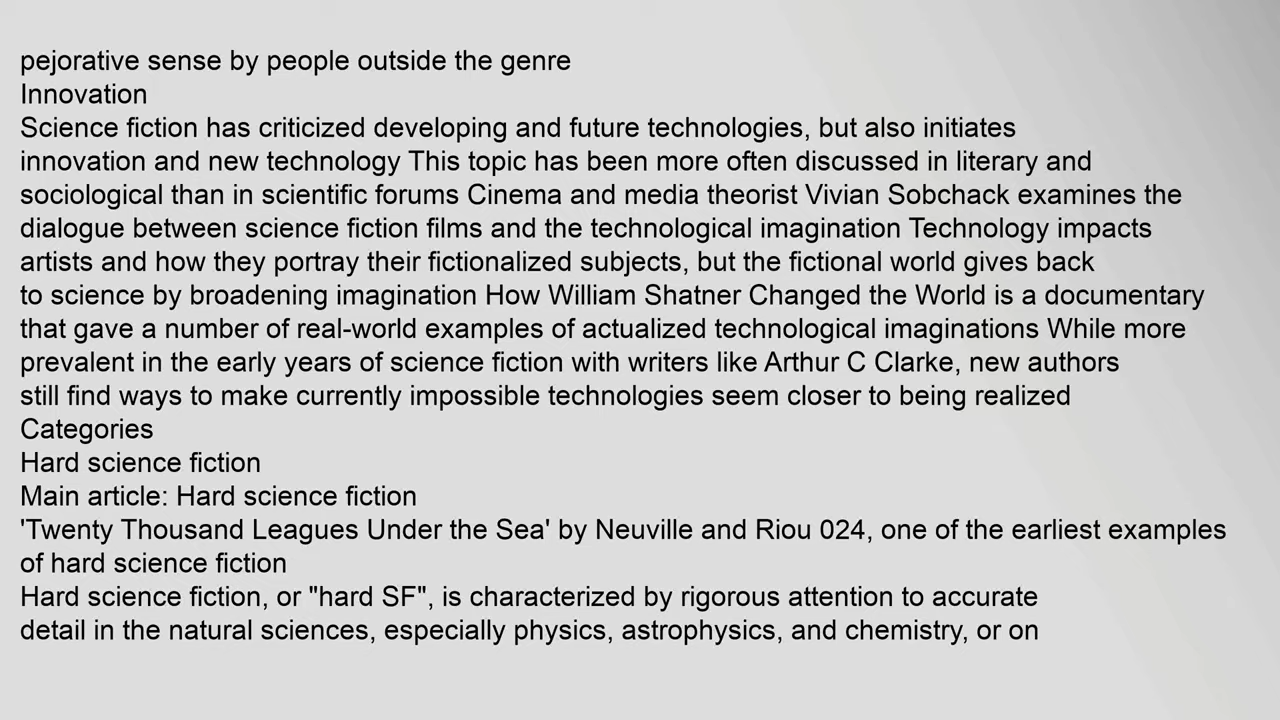 pejorative sense by people outside the genre
Innovation
Science fiction has criticized developing and future technologies, but also initiates
innovation and new technology This topic has been more often discussed in literary and
sociological than in scientific forums Cinema and media theorist Vivian Sobchack examines the
dialogue between science fiction films and the technological imagination Technology impacts
artists and how they portray their fictionalized subjects, but the fictional world gives back
to science by broadening imagination How William Shatner Changed the World is a documentary
that gave a number of real-world examples of actualized technological imaginations While more
prevalent in the early years of science fiction with writers like Arthur C Clarke, new authors
still find ways to make currently impossible technologies seem closer to being realized
Categories
Hard science fiction
Main article: Hard science fiction
'Twenty Thousand Leagues Under the Sea' by Neuville and Riou 024, one of the earliest examples
of hard science fiction
Hard science fiction, or "hard SF", is characterized by rigorous attention to accurate
detail in the natural sciences, especially physics, astrophysics, and chemistry, or on